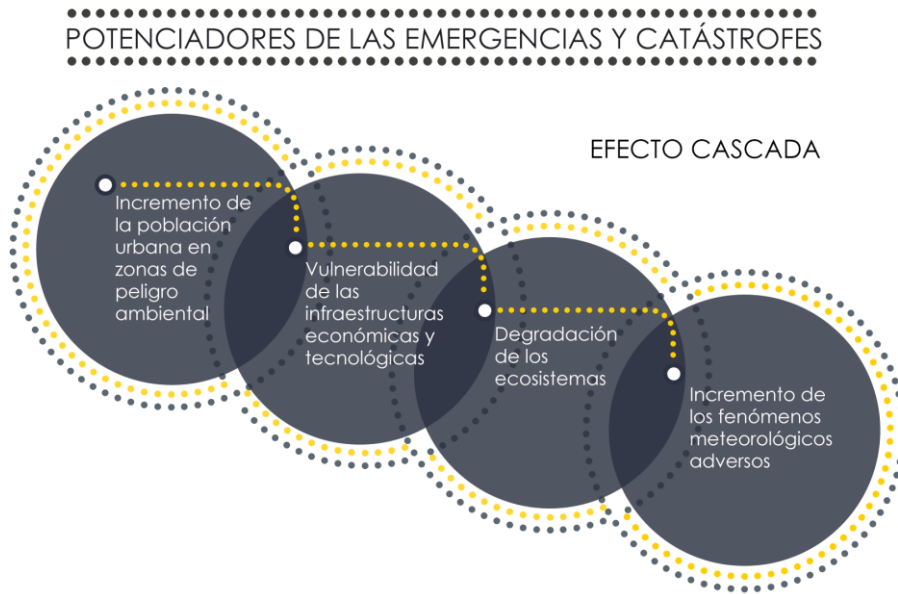 POTENCIADORES DE LAS EMERGENCIAS Y CATÁSTROFES
EFECTO CASCADA
Incremento de
la población
urbana en
zonas de
peligro
ambiental
Vulnerabilidad
de las
infraestructuras
económicas y
tecnológicas
Degradación
de los
ecosistemas
Incremento de
los fenómenos
meteorológicos
adversos